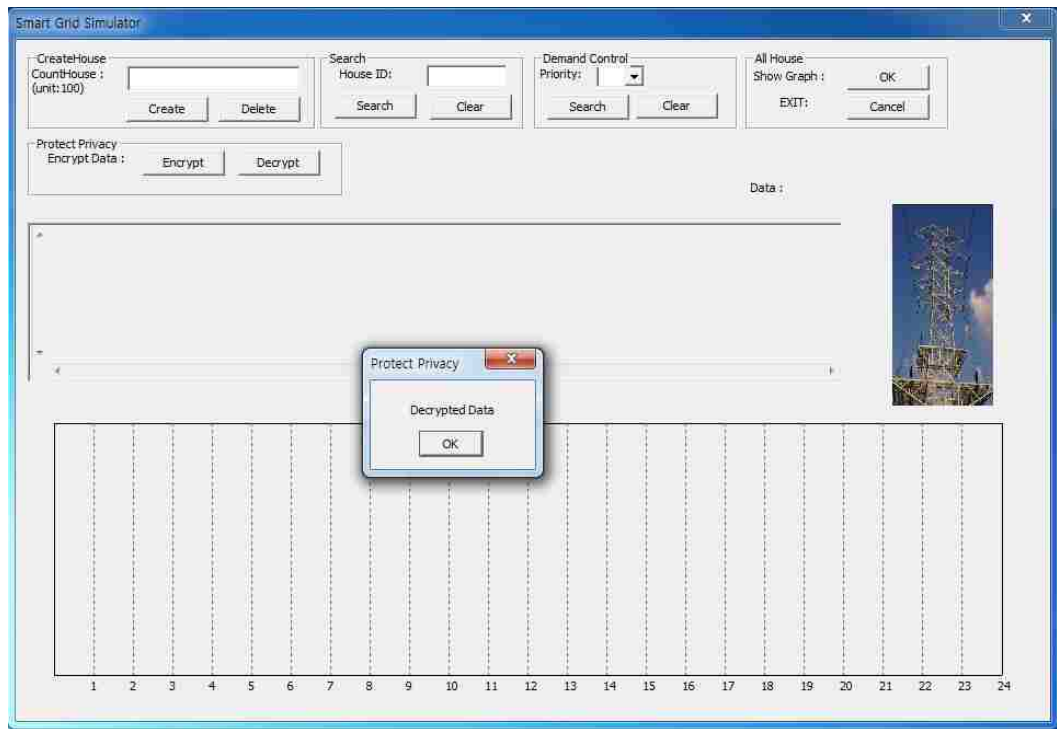 Smart Grid Simulator
CreateHouse
CountHouse :
(unit:100)
Create
Delete
Search
House ID:
Search
Clear
Demand Control
Priority:
Search
Clear
All House
Show Graph :
OK
EXIT:
Cancel
Protect Privacy
Encrypt Data :
Encrypt
Decrypt
Data :
Protect Privacy
Decrypted Data
OK
1 2 3 4 5 6 7 8 9 10 11 12 13 14 15 16 17 18 19 20 21 22 23 24